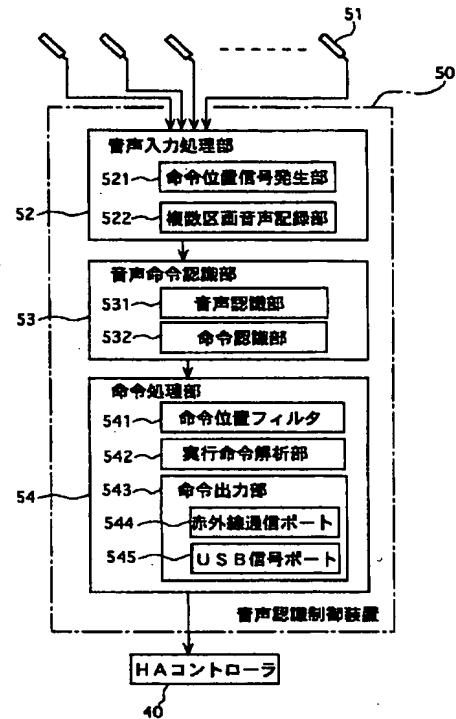 51
50
音声入力処理部
521 命令位置信号発生部
52
522 複数区画音声記録部
音声命令認識部
531 音声認識部
53
532 命令認識部
命令処理部
541 命令位置フィルタ
542 実行命令解析部
543 命令出力部
54
544 赤外線通信ポート
545 USB信号ポート
音声認識制御装置
HAコントローラ
40